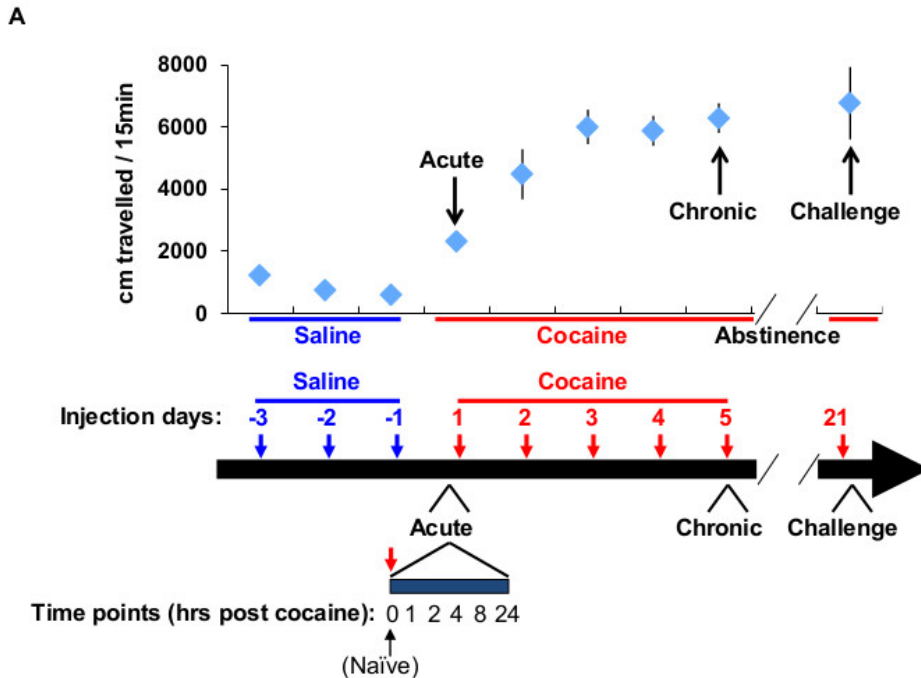 A
cm travelled / 15min
8000
6000
4000
2000
0
Acute
Chronic
Challenge
Saline
Cocaine
Abstinence
Saline
Cocaine
Injection days: -3 -2 -1 1 2 3 4 5 21
Acute
Chronic
Challenge
Time points (hrs post cocaine): 0 1 2 4 8 24
(Naïve)